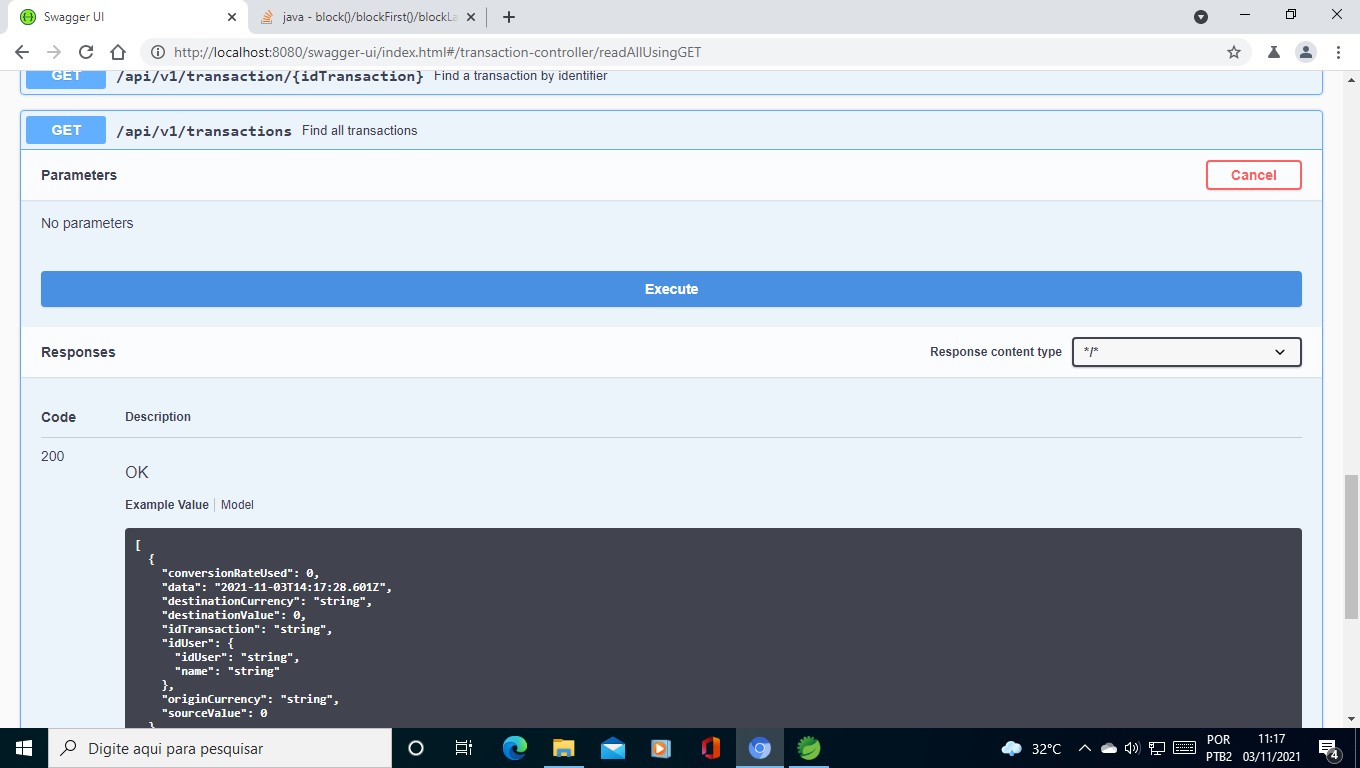 Swagger UI
java - block()/blockFirst()/blockLa
http://localhost:8080/swagger-ui/index.html#/transaction-controller/readAllUsingGET
GET /api/v1/transaction/{idTransaction} Find a transaction by identifier
GET /api/v1/transactions Find all transactions
Parameters
Cancel
No parameters
Execute
Responses
Response content type
*/*
Code Description
200
OK
Example Value Model
[
{
"conversionRateUsed": 0,
"data": "2021-11-03T14:17:28.601Z",
"destinationCurrency": "string",
"destinationValue": 0,
"idTransaction": "string",
"idUser": {
"idUser": "string",
"name": "string"
},
"originCurrency": "string",
"sourceValue": 0
}
Digite aqui para pesquisar
32°C
POR
PTB2
11:17
03/11/2021
4